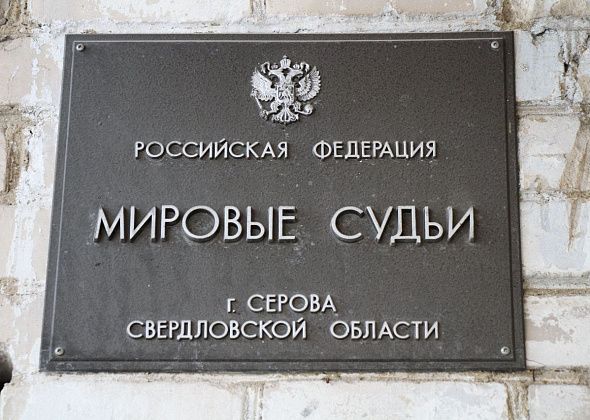 РОССИЙСКАЯ ФЕДЕРАЦИЯ
МИРОВЫЕ СУДЬИ
г. СЕРОВА
СВЕРДЛОВСКОЙ ОБЛАСТИ